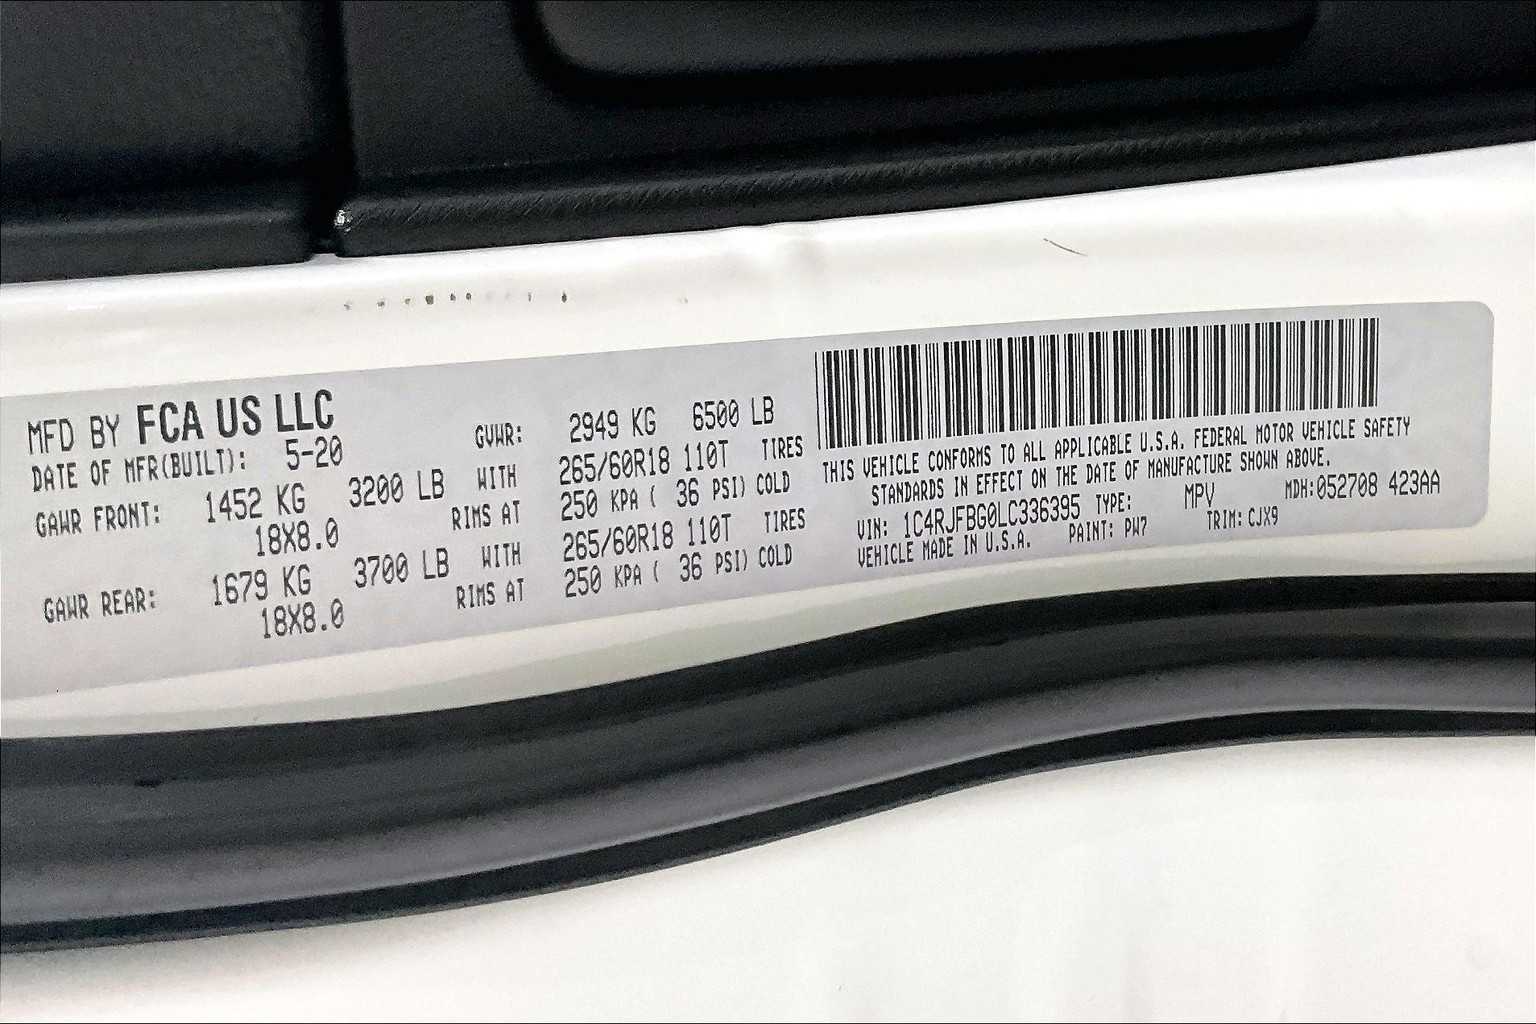 MFD BY FCA US LLC
DATE OF MFR(BUILT): 5-20
GVWR: 2949 KG 6500 LB
GAWR FRONT: 1452 KG 3200 LB WITH 265/60R18 110T TIRES
18X8.0 RIMS AT 250 KPA ( 36 PSI) COLD
GAWR REAR: 1679 KG 3700 LB WITH 265/60R18 110T TIRES
18X8.0 RIMS AT 250 KPA ( 36 PSI) COLD
THIS VEHICLE CONFORMS TO ALL APPLICABLE U.S.A. FEDERAL MOTOR VEHICLE SAFETY
STANDARDS IN EFFECT ON THE DATE OF MANUFACTURE SHOWN ABOVE.
VIN: 1C4RJFBG0LC336395 TYPE: MPV MDH:052708 423AA
VEHICLE MADE IN U.S.A. PAINT: PW7 TRIM: CJX9